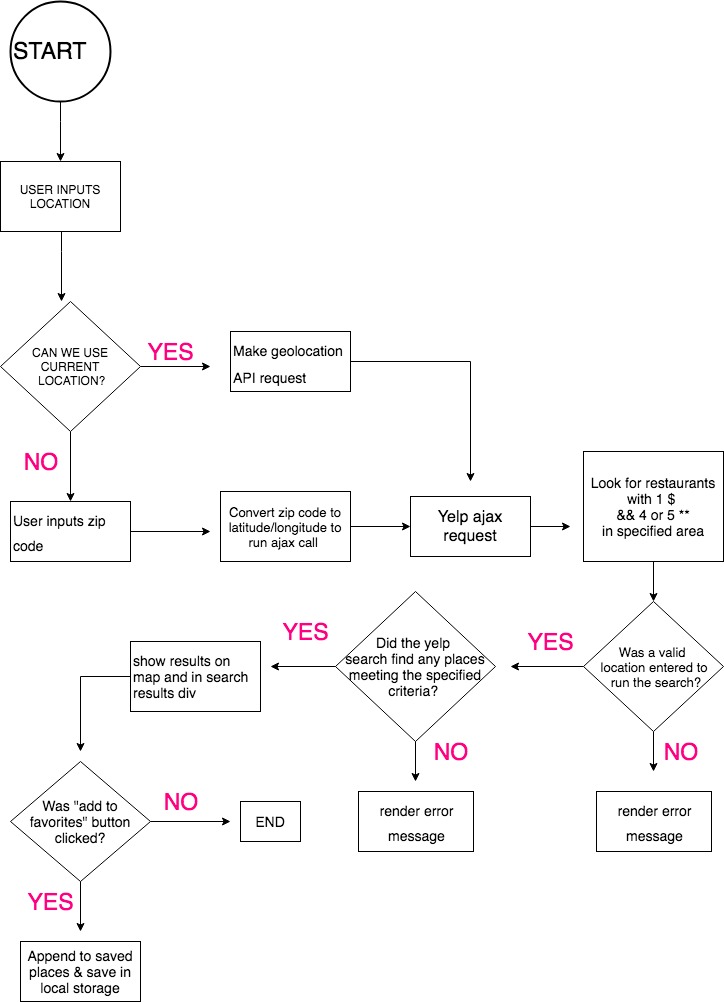 START
USER INPUTS
LOCATION
CAN WE USE
CURRENT
LOCATION?
YES
Make geolocation
API request
NO
User inputs zip
code
Convert zip code to
latitude/longitude to
run ajax call
Yelp ajax
request
Look for restaurants
with 1 $
&& 4 or 5 **
in specified area
Was a valid
location entered to
run the search?
YES
NO
render error
message
Did the yelp
search find any places
meeting the specified
criteria?
YES
NO
render error
message
show results on
map and in search
results div
Was "add to
favorites" button
clicked?
NO
END
YES
Append to saved
places & save in
local storage